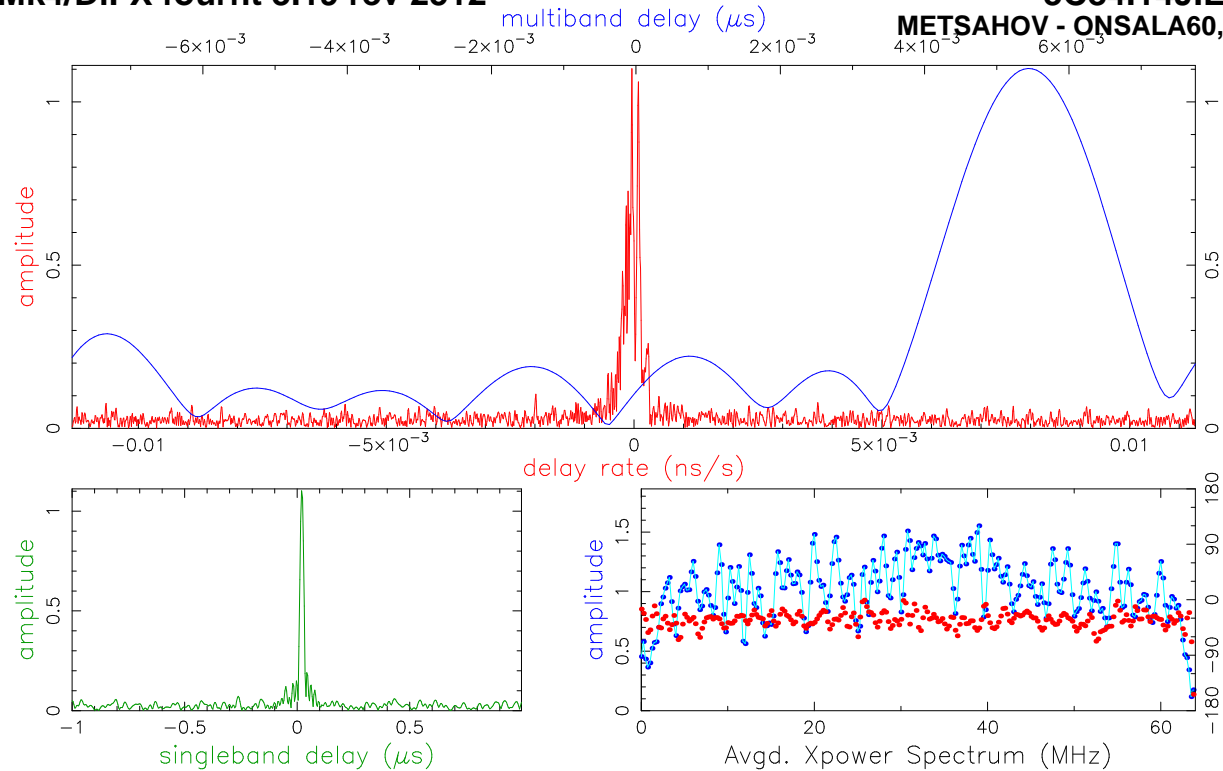 multiband delay (μs)
METSAHOV - ONSALA60,
−6×10⁻³ −4×10⁻³ −2×10⁻³ 0 2×10⁻³ 4×10⁻³ 6×10⁻³
amplitude
0 0.5 1
0 0.5 1
−0.01 −5×10⁻³ 0 5×10⁻³ 0.01
delay rate (ns/s)
amplitude
0 0.5 1
−1 −0.5 0 0.5
singleband delay (μs)
amplitude
0 0.5 1 1.5
−180 −90 0 90 180
0 20 40 60
Avgd. Xpower Spectrum (MHz)